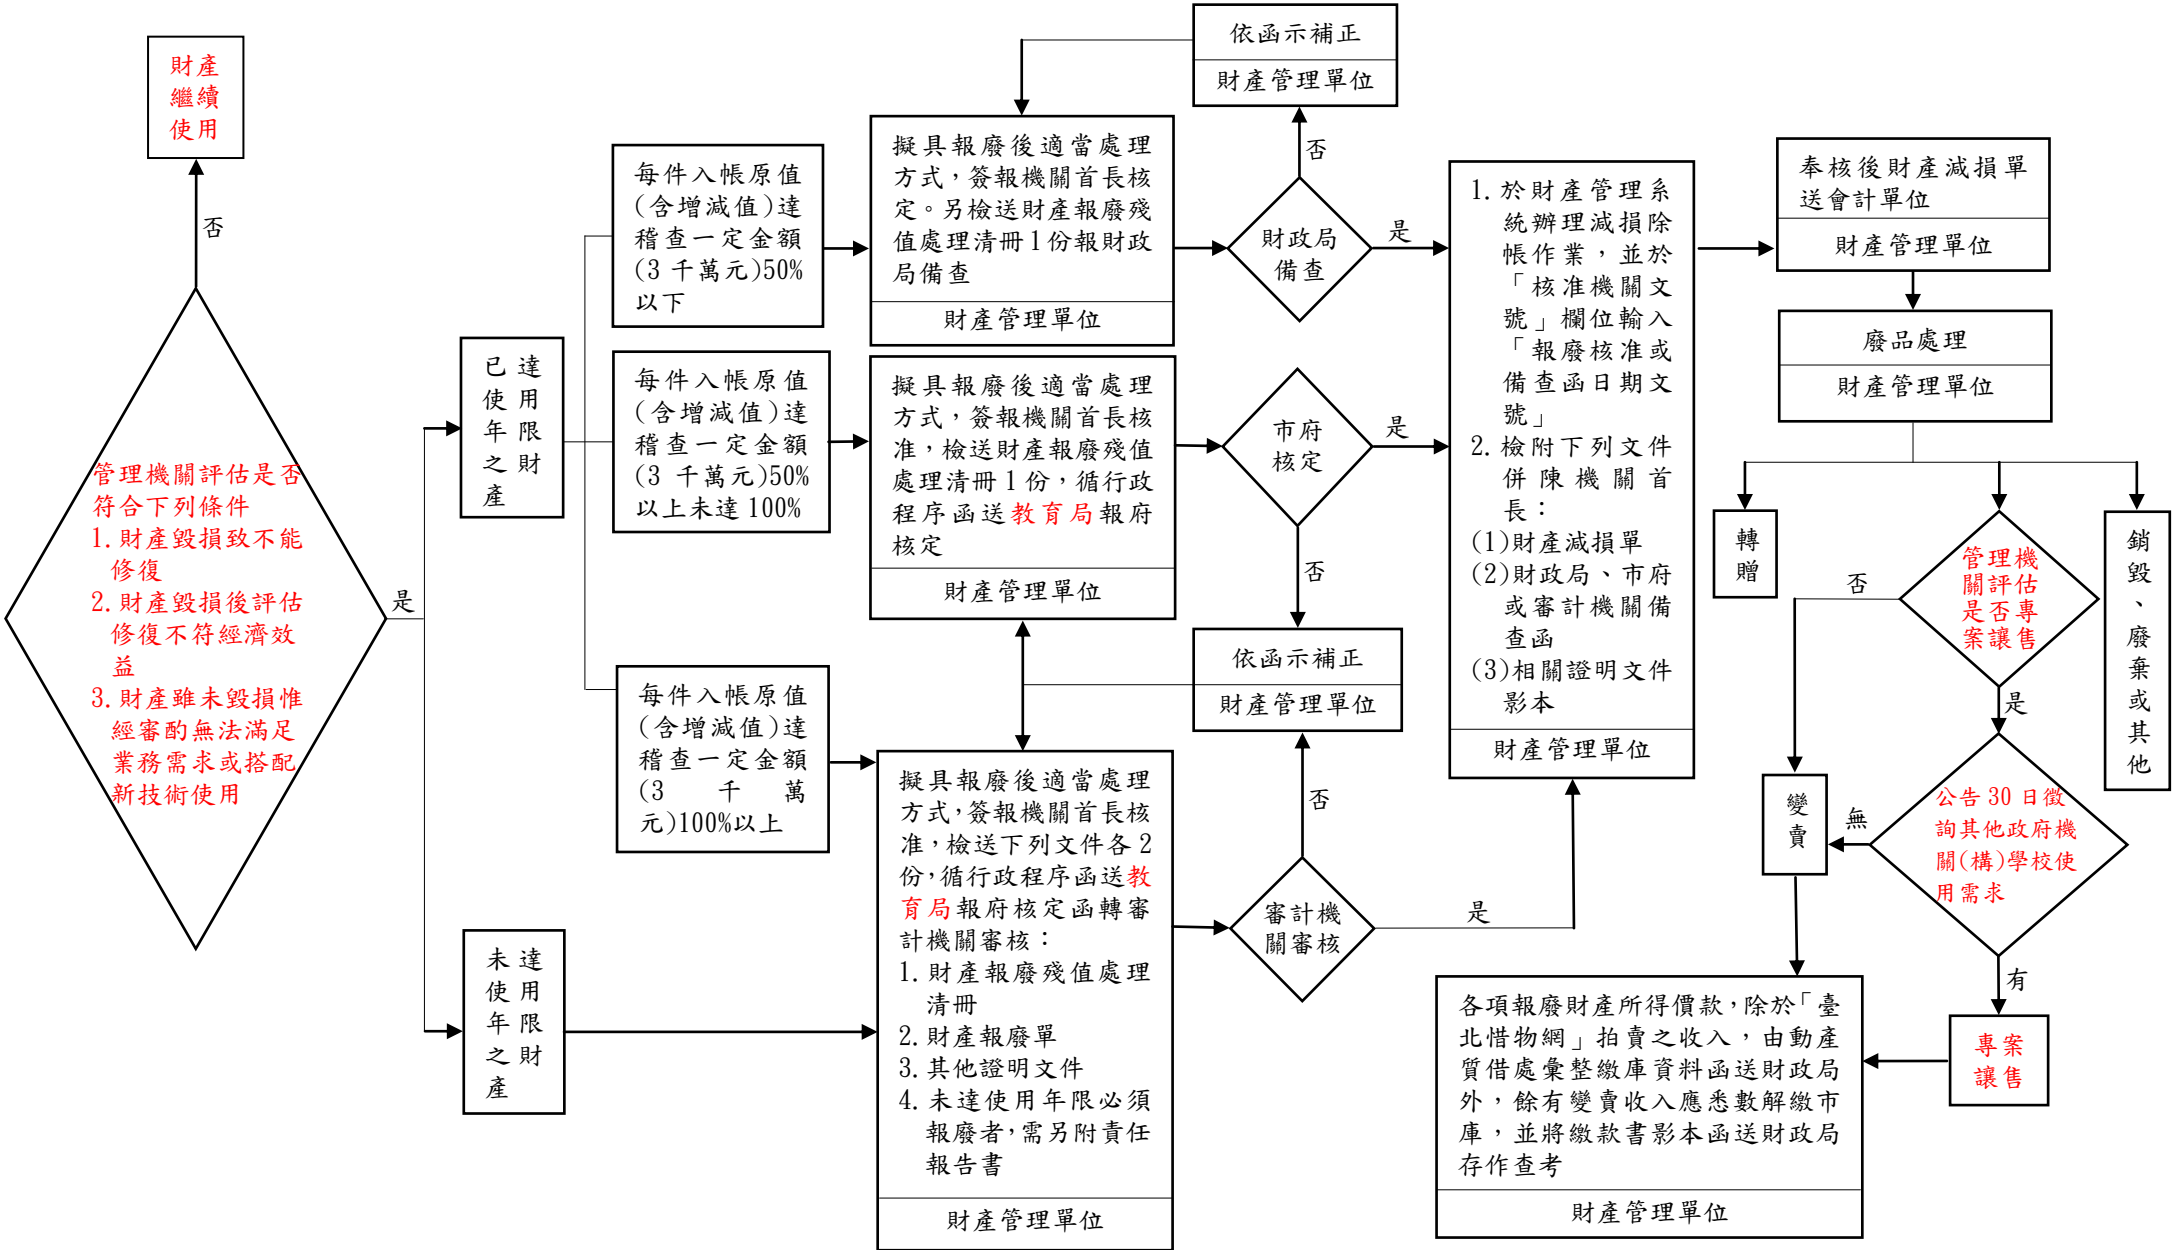 財產
繼續
使用
否
管理機關評估是否
符合下列條件
1.財產毀損致不能
修復
2.財產毀損後評估
修復不符經濟效
益
3.財產雖未毀損惟
經審酌無法滿足
業務需求或搭配
新技術使用
是
已達
使用
年限
之財
產
未達
使用
年限
之財
產
每件入帳原值
(含增減值)達
稽查一定金額
(3 千萬元)50%
以下
每件入帳原值
(含增減值)達
稽查一定金額
(3 千萬元)50%
以上未達 100%
每件入帳原值
(含增減值)達
稽查一定金額
(3 千 萬
元)100%以上
擬具報廢後適當處理
方式,簽報機關首長核
定。另檢送財產報廢殘
值處理清冊 1 份報財政
局備查
財產管理單位
擬具報廢後適當處理
方式,簽報機關首長核
准,檢送財產報廢殘值
處理清冊 1 份,循行政
程序函送教育局報府
核定
財產管理單位
擬具報廢後適當處理
方式,簽報機關首長核
准,檢送下列文件各 2
份,循行政程序函送教
育局報府核定函轉審
計機關審核:
1.財產報廢殘值處理
清冊
2.財產報廢單
3.其他證明文件
4.未達使用年限必須
報廢者,需另附責任
報告書
財產管理單位
依函示補正
財產管理單位
否
財政局
備查
是
市府
核定
是
否
依函示補正
財產管理單位
否
審計機
關審核
是
1.於財產管理系
統辦理減損除
帳作業,並於
「核准機關文
號」欄位輸入
「報廢核准或
備查函日期文
號」
2.檢附下列文件
併陳機關首
長:
(1)財產減損單
(2)財政局、市府
或審計機關備
查函
(3)相關證明文件
影本
財產管理單位
奉核後財產減損單
送會計單位
財產管理單位
廢品處理
財產管理單位
轉
贈
管理機
關評估
是否專
案讓售
否
是
銷
毀
、
廢
棄
或
其
他
變
賣
無
公告 30 日徵
詢其他政府機
關(構)學校使
用需求
有
專案
讓售
各項報廢財產所得價款,除於「臺
北惜物網」拍賣之收入,由動產
質借處彙整繳庫資料函送財政局
外,餘有變賣收入應悉數解繳市
庫,並將繳款書影本函送財政局
存作查考
財產管理單位